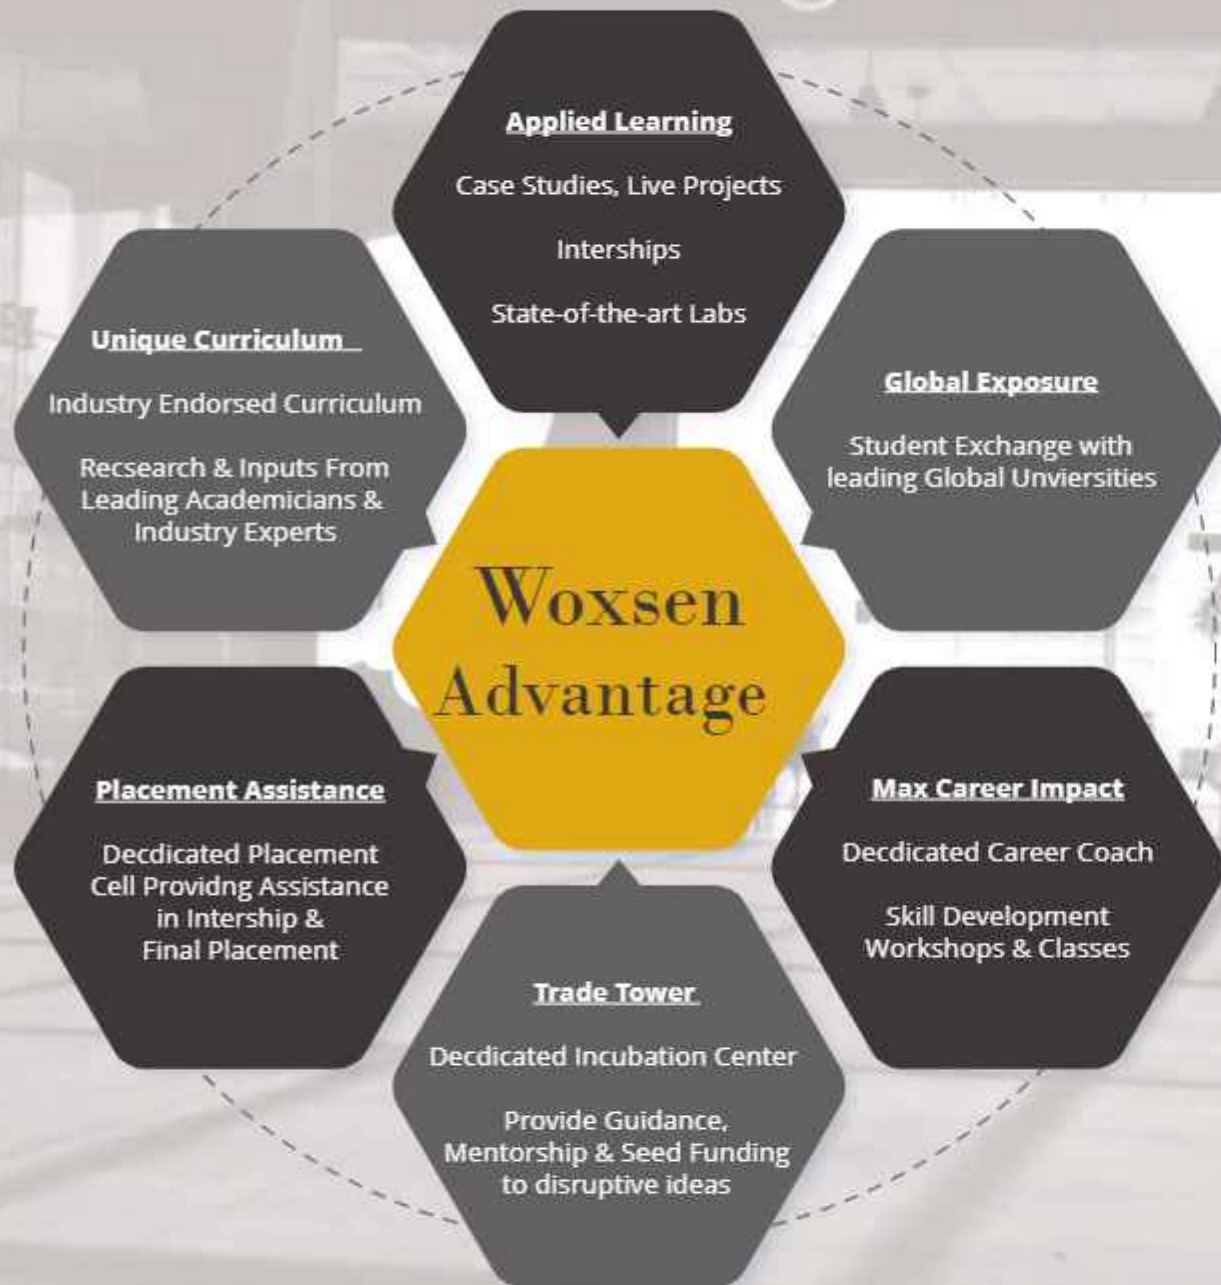 Applied Learning
Case Studies, Live Projects
Interships
State-of-the-art Labs
Unique Curriculum
Industry Endorsed Curriculum
Recsearch & Inputs From
Leading Academicians &
Industry Experts
Global Exposure
Student Exchange with
leading Global Unviersities
Woxsen
Advantage
Placement Assistance
Decdicated Placement
Cell Providng Assistance
in Intership &
Final Placement
Max Career Impact
Decdicated Career Coach
Skill Development
Workshops & Classes
Trade Tower
Decdicated Incubation Center
Provide Guidance,
Mentorship & Seed Funding
to disruptive ideas